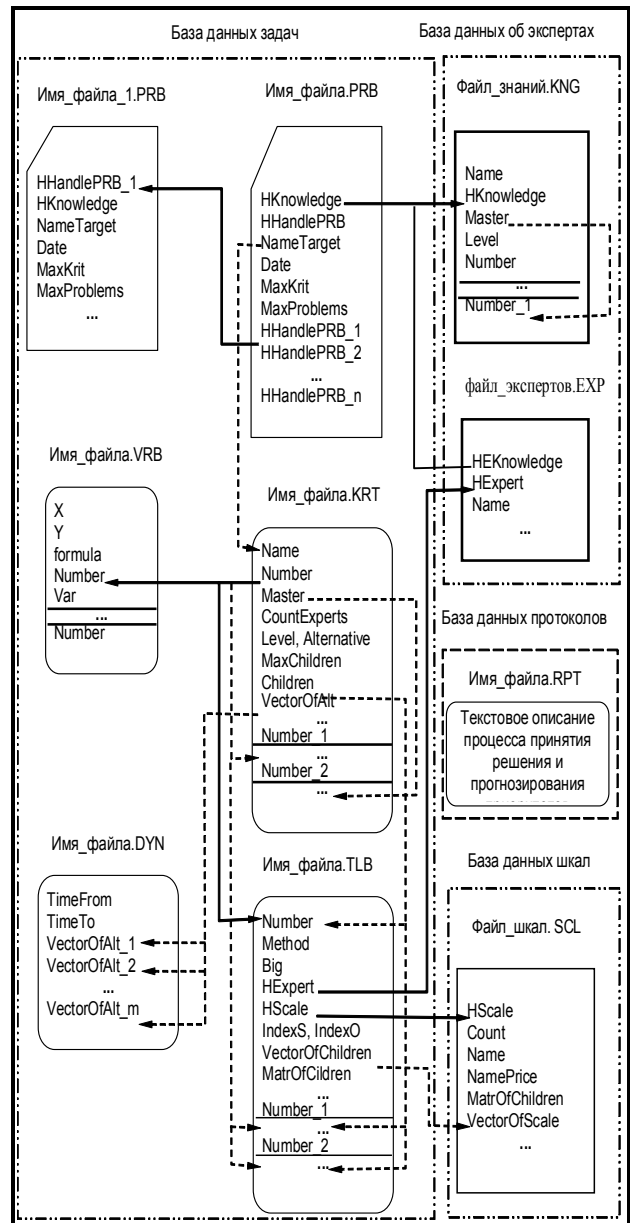 База данных задач
База данных об экспертах
Имя_файла_1.PRB
HHandlePRB_1
HKnowledge
NameTarget
Date
MaxKrit
MaxProblems
...
Имя_файла.PRB
HKnowledge
HHandlePRB
NameTarget
Date
MaxKrit
MaxProblems
HHandlePRB_1
HHandlePRB_2
...
HHandlePRB_n
Файл_знаний.KNG
Name
HKnowledge
Master
Level
Number
...
Number_1
файл_экспертов.EXP
HEKnowledge
HExpert
Name
...
Имя_файла.VRB
X
Y
formula
Number
Var
...
Number
Имя_файла.KRT
Name
Number
Master
CountExperts
Level, Alternative
MaxChildren
Children
VectorOfAlt
...
Number_1
...
Number_2
...
База данных протоколов
Имя_файла.RPT
Текстовое описание
процесса принятия
решения и
прогнозирования
Имя_файла.DYN
TimeFrom
TimeTo
VectorOfAlt_1
VectorOfAlt_2
...
VectorOfAlt_m
Имя_файла.TLB
Number
Method
Big
HExpert
HScale
IndexS, IndexO
VectorOfChildren
MatrOfCildren
...
Number_1
...
Number_2
...
База данных шкал
Файл_шкал. SCL
HScale
Count
Name
NamePrice
MatrOfChildren
VectorOfScale
...